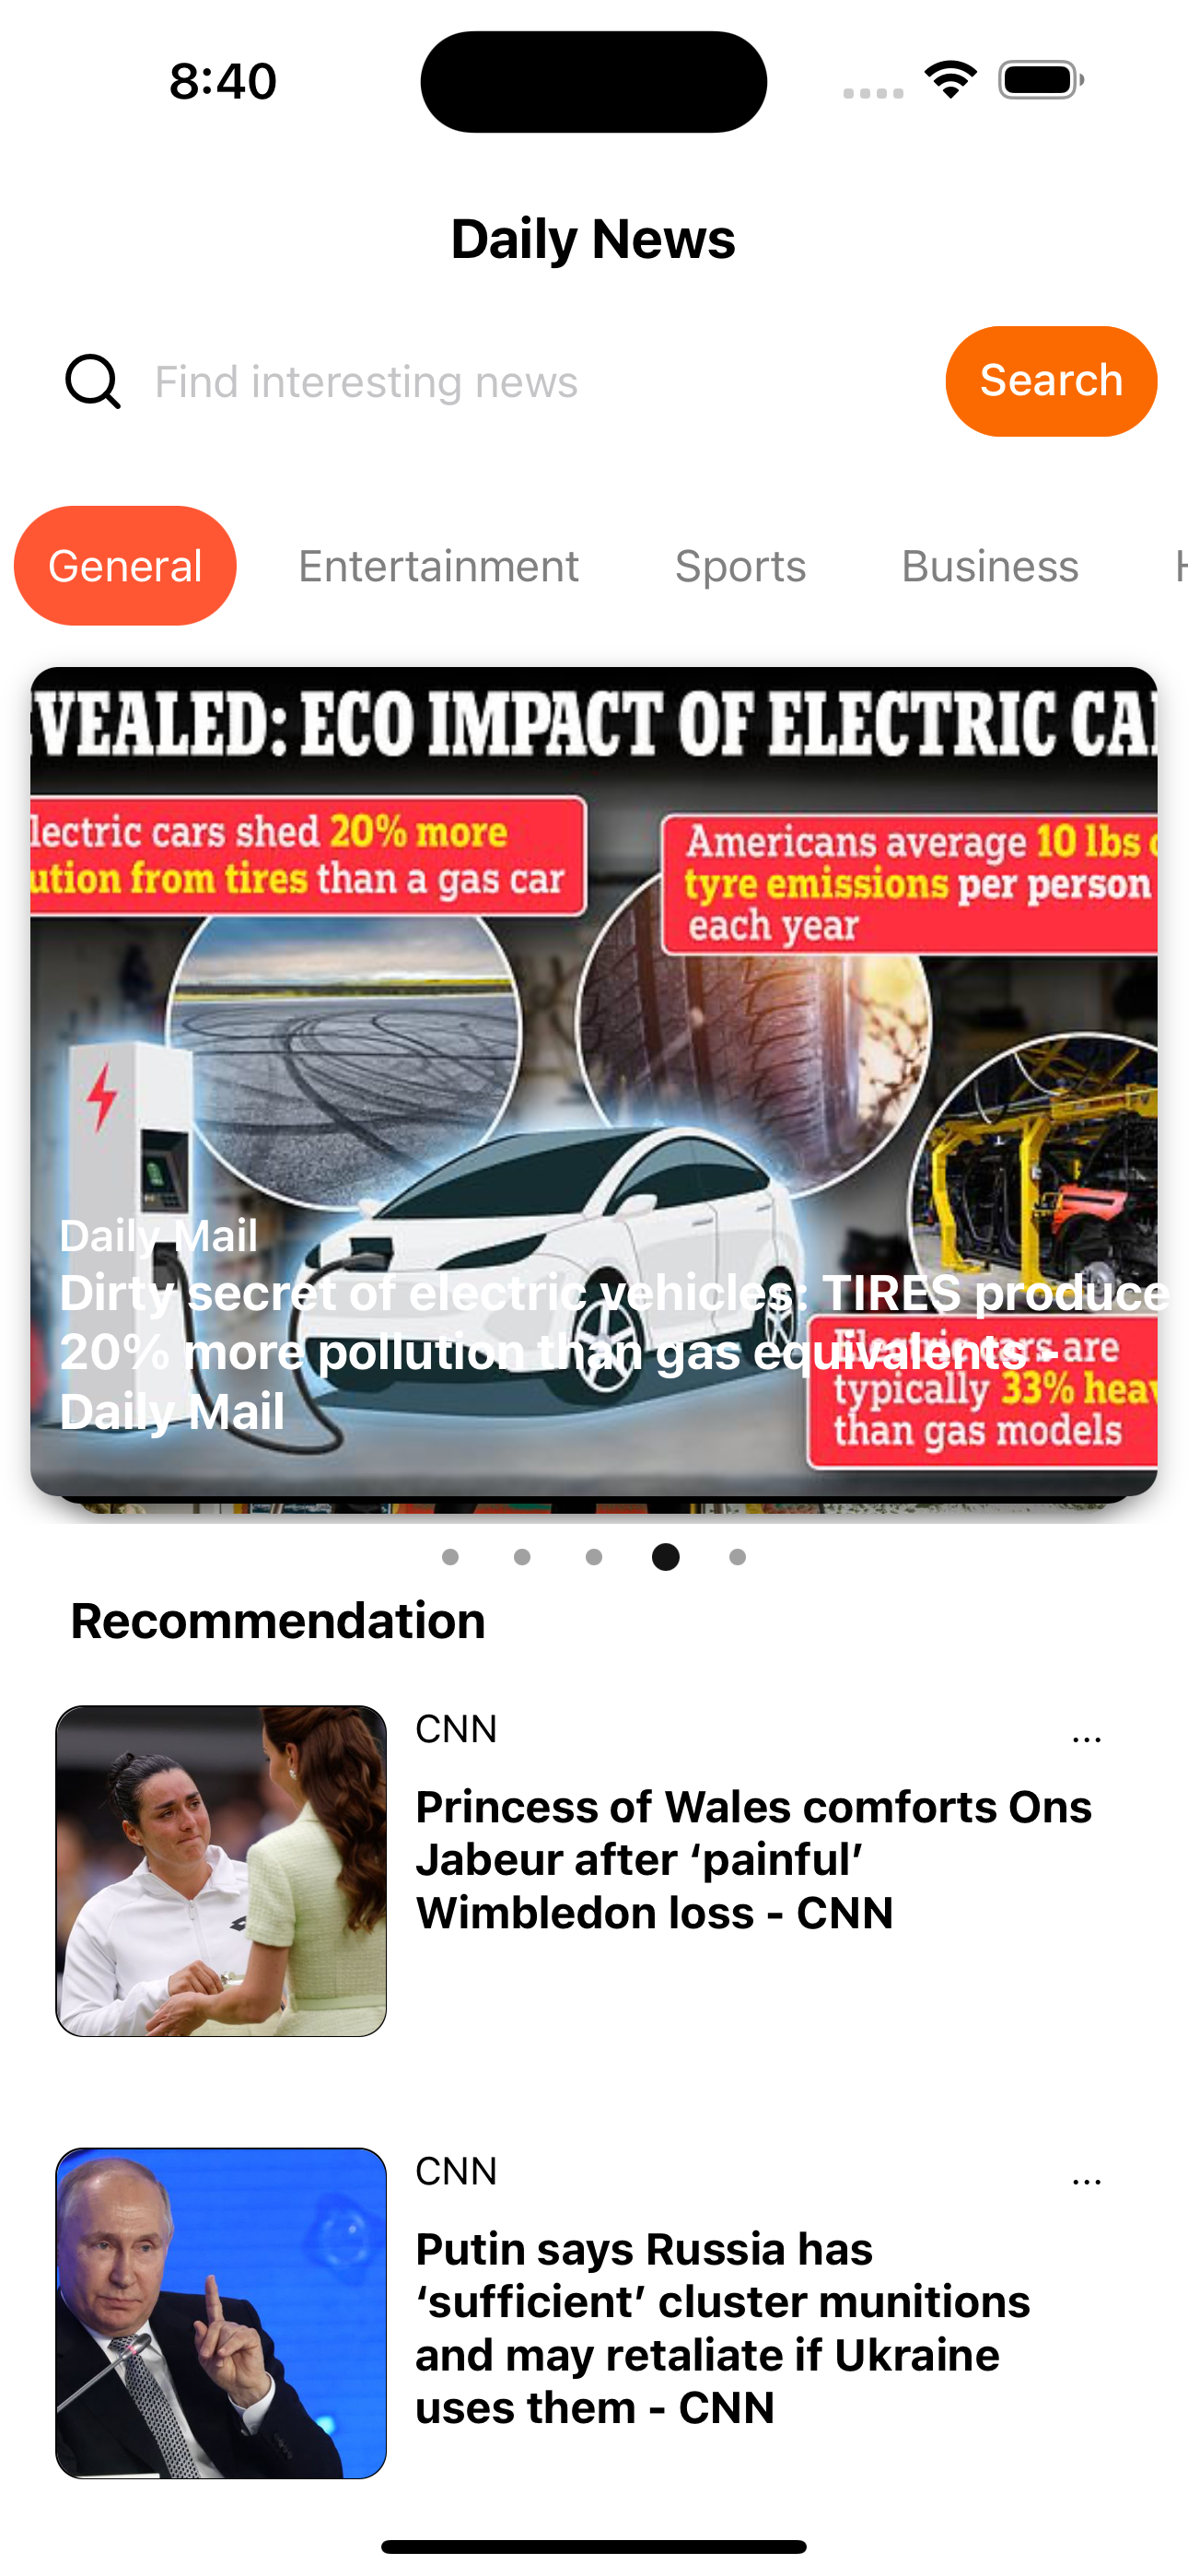 8:40
Daily News
Find interesting news
Search
General
Entertainment
Sports
Business
VEALED: ECO IMPACT OF ELECTRIC
lectric cars shed 20% more
ution from tires than a gas car
Americans average 10 lbs
tyre emissions per person
each year
Daily Mail
Dirty secret of electric vehicles: TIRES produce
20% more pollution than gas equivalents -
Daily Mail
Electric cars are
typically 33% heav
than gas models
Recommendation
CNN
...
Princess of Wales comforts Ons
Jabeur after ‘painful’
Wimbledon loss - CNN
CNN
...
Putin says Russia has
‘sufficient’ cluster munitions
and may retaliate if Ukraine
uses them - CNN